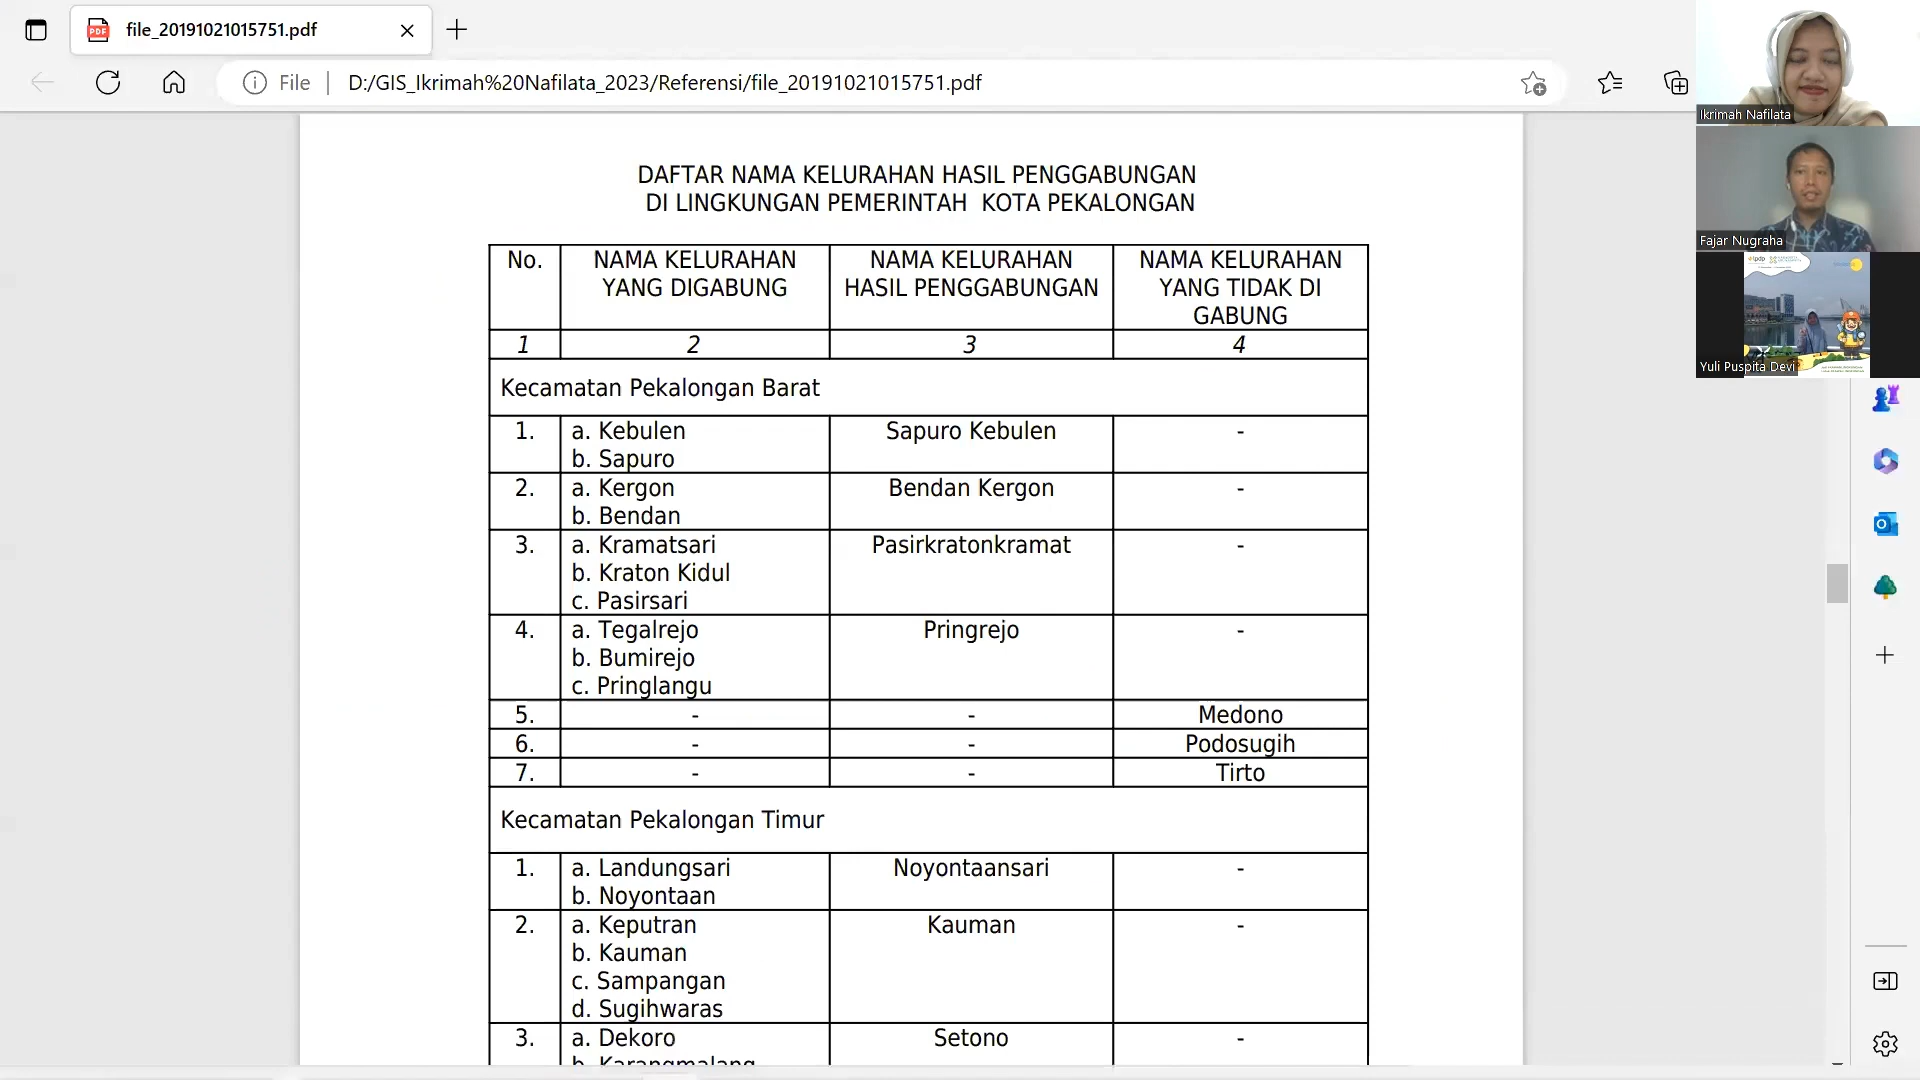 file_20191021015751.pdf
File
D:/GIS_Ikrimah%20Nafilata_2023/Referensi/file_20191021015751.pdf
Ikrimah Nafilata
Fajar Nugraha
lpdp
Yuli Puspita Devi
DAFTAR NAMA KELURAHAN HASIL PENGGABUNGAN
DI LINGKUNGAN PEMERINTAH KOTA PEKALONGAN
No. NAMA KELURAHAN YANG DIGABUNG NAMA KELURAHAN HASIL PENGGABUNGAN NAMA KELURAHAN YANG TIDAK DI GABUNG
1 2 3 4
Kecamatan Pekalongan Barat
1. a. Kebulen Sapuro Kebulen -
b. Sapuro
2. a. Kergon Bendan Kergon -
b. Bendan
3. a. Kramatsari Pasirkratonkramat -
b. Kraton Kidul
c. Pasirsari
4. a. Tegalrejo Pringrejo -
b. Bumirejo
c. Pringlangu
5. - - Medono
6. - - Podosugih
7. - - Tirto
Kecamatan Pekalongan Timur
1. a. Landungsari Noyontaansari -
b. Noyontaan
2. a. Keputran Kauman -
b. Kauman
c. Sampangan
d. Sugihwaras
3. a. Dekoro Setono -
b. Karangmalang